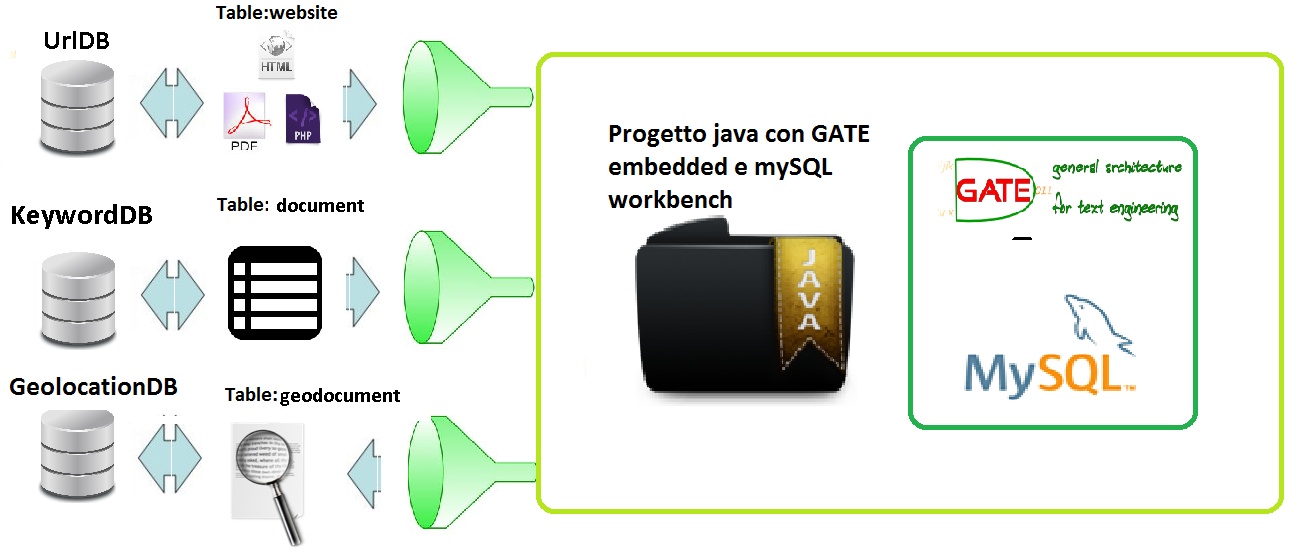 Table:website
UrlDB
HTML
PDF
PHP
Table: document
KeywordDB
Table:geodocument
GeolocationDB
Progetto java con GATE
embedded e mySQL
workbench
JAVA
GATE
general srchitecture
for text engineering
MySQL